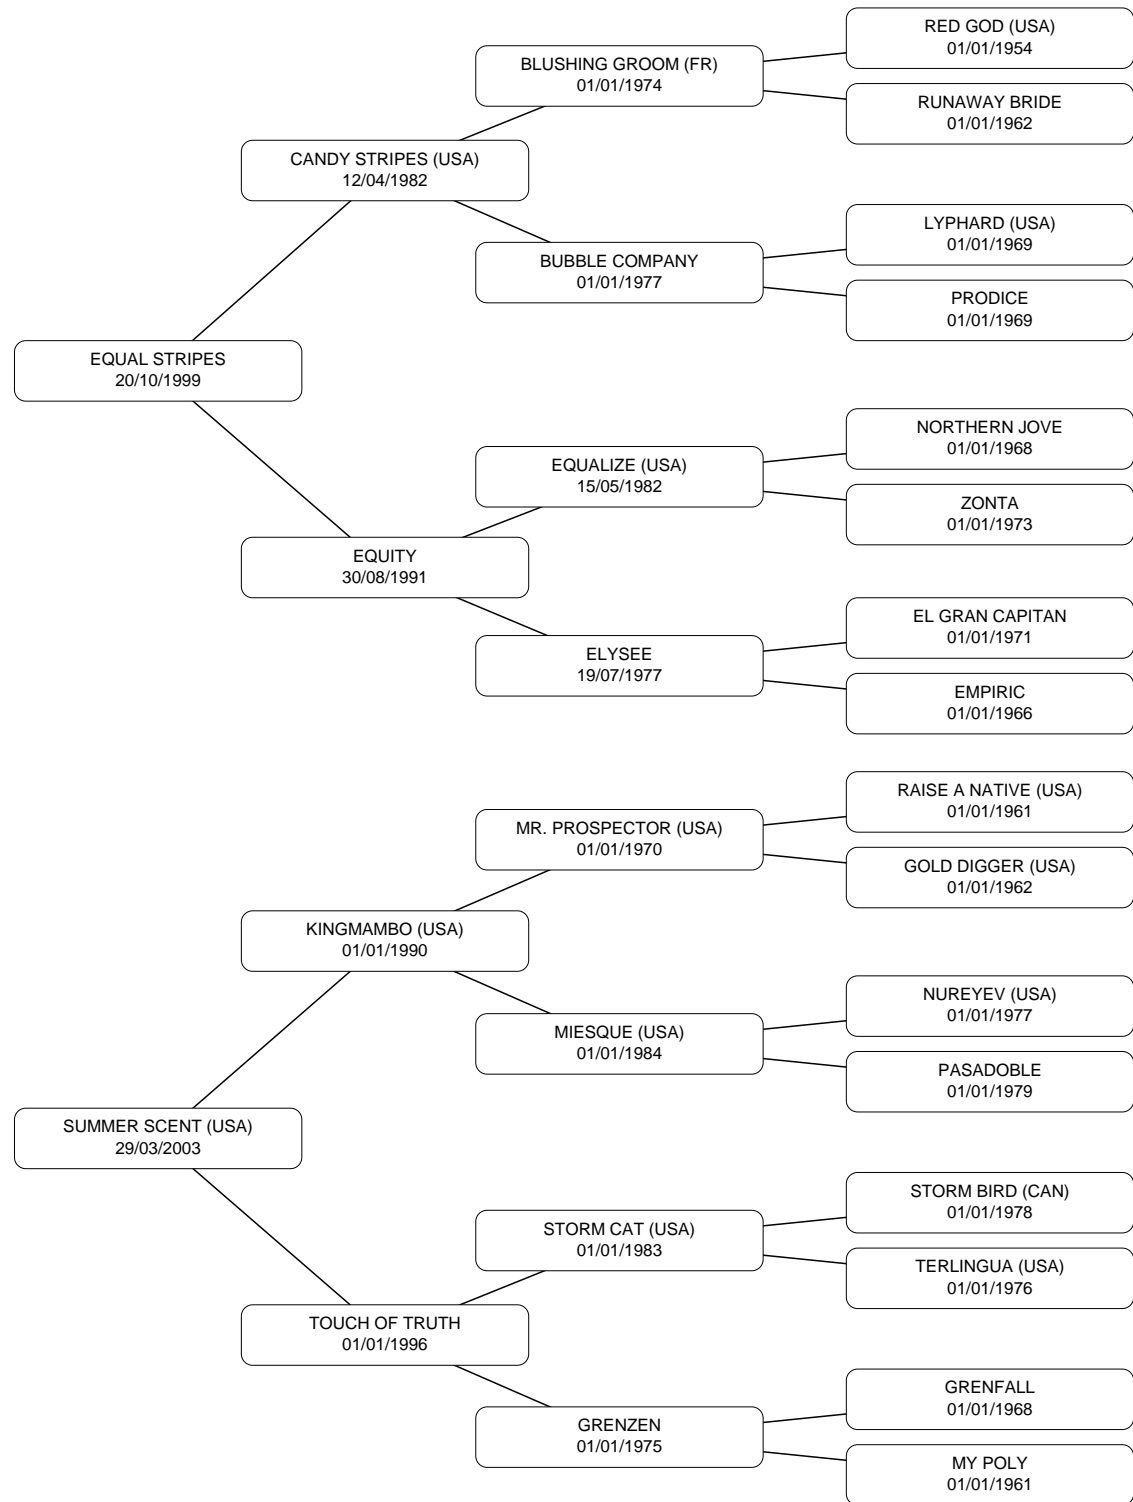 RED GOD (USA)
01/01/1954
BLUSHING GROOM (FR)
01/01/1974
RUNAWAY BRIDE
01/01/1962
CANDY STRIPES (USA)
12/04/1982
LYPHARD (USA)
01/01/1969
BUBBLE COMPANY
01/01/1977
PRODICE
01/01/1969
EQUAL STRIPES
20/10/1999
NORTHERN JOVE
01/01/1968
EQUALIZE (USA)
15/05/1982
ZONTA
01/01/1973
EQUITY
30/08/1991
EL GRAN CAPITAN
01/01/1971
ELYSEE
19/07/1977
EMPIRIC
01/01/1966
RAISE A NATIVE (USA)
01/01/1961
MR. PROSPECTOR (USA)
01/01/1970
GOLD DIGGER (USA)
01/01/1962
KINGMAMBO (USA)
01/01/1990
NUREYEV (USA)
01/01/1977
MIESQUE (USA)
01/01/1984
PASADOBLE
01/01/1979
SUMMER SCENT (USA)
29/03/2003
STORM BIRD (CAN)
01/01/1978
STORM CAT (USA)
01/01/1983
TERLINGUA (USA)
01/01/1976
TOUCH OF TRUTH
01/01/1996
GRENFALL
01/01/1968
GRENZEN
01/01/1975
MY POLY
01/01/1961